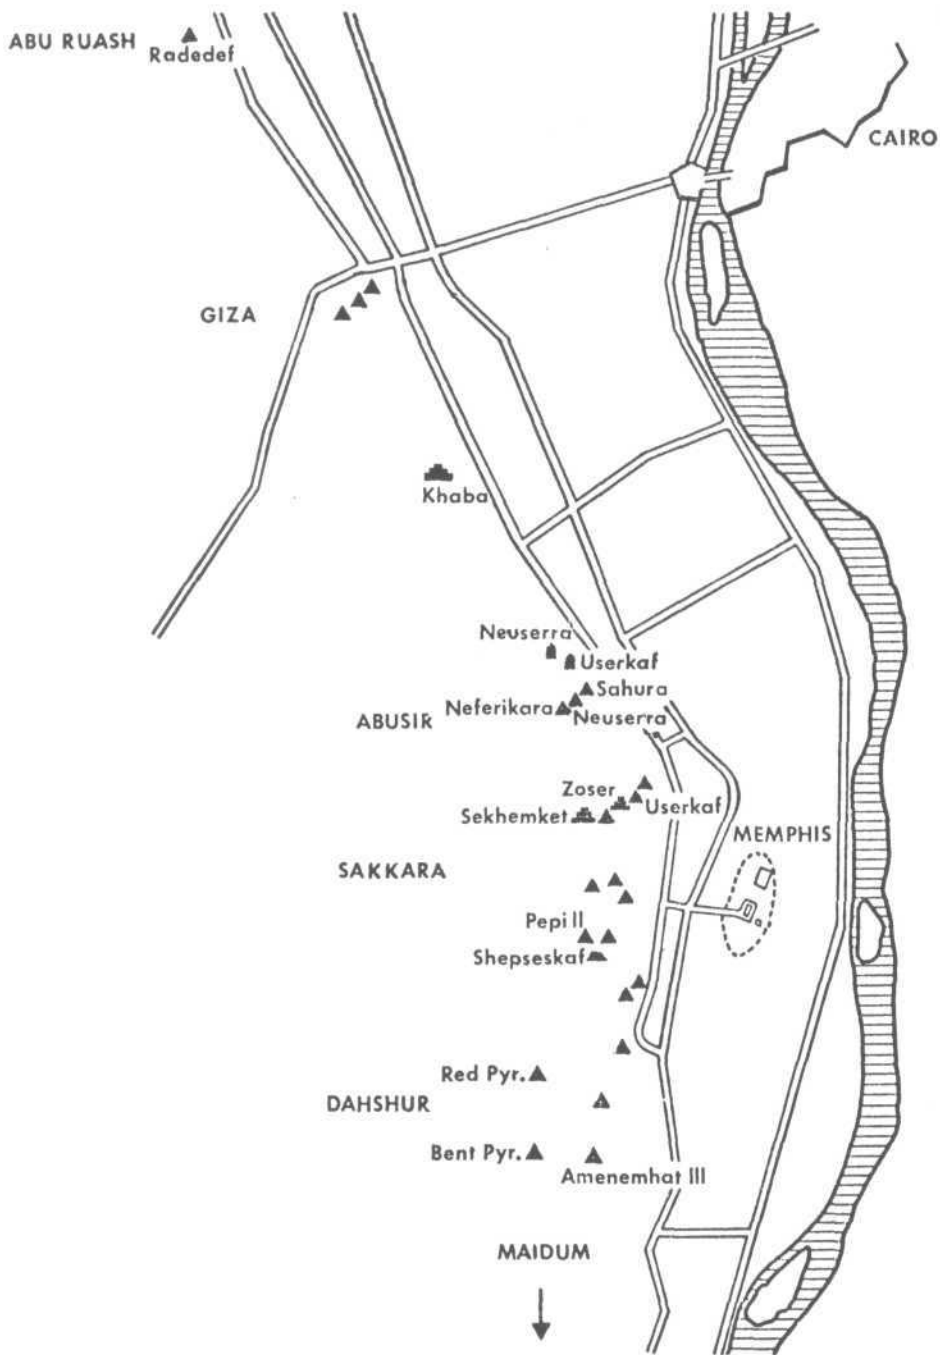 ABU RUASH
Radedef
CAIRO
GIZA
Khaba
Neuserra
Userkaf
Sahura
Neferikara
ABUSIR
Neuserra
Zoser
Userkaf
Sekhemket
MEMPHIS
SAKKARA
Pepi II
Shepseskaf
Red Pyr.
DAHSHUR
Bent Pyr.
Amenemhat III
MAIDUM